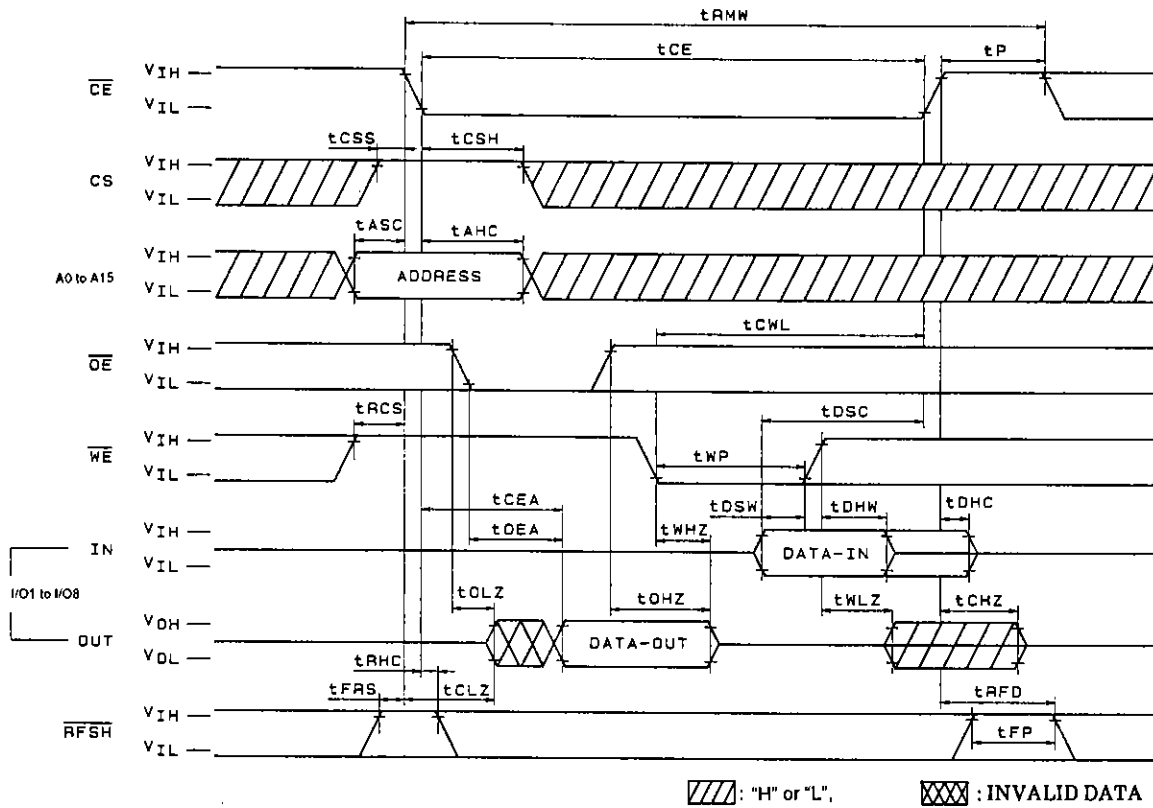 tRMW
tCE
tP
CE
VIH
VIL
tCSS
tCSH
CS
VIH
VIL
tASC
tAHC
A0 to A15
VIH
VIL
ADDRESS
tCWL
OE
VIH
VIL
tRCS
tDSC
WE
VIH
VIL
tWP
tCEA
tDSW
tDHW
tDHC
tOEA
tWHZ
IN
VIH
VIL
DATA-IN
I/O1 to I/O8
tOLZ
tOHZ
tWLZ
tCHZ
OUT
VOH
VOL
DATA-OUT
tRHC
tFRS
tCLZ
tRFD
RFSH
VIH
VIL
tFP
: "H" or "L",
: INVALID DATA